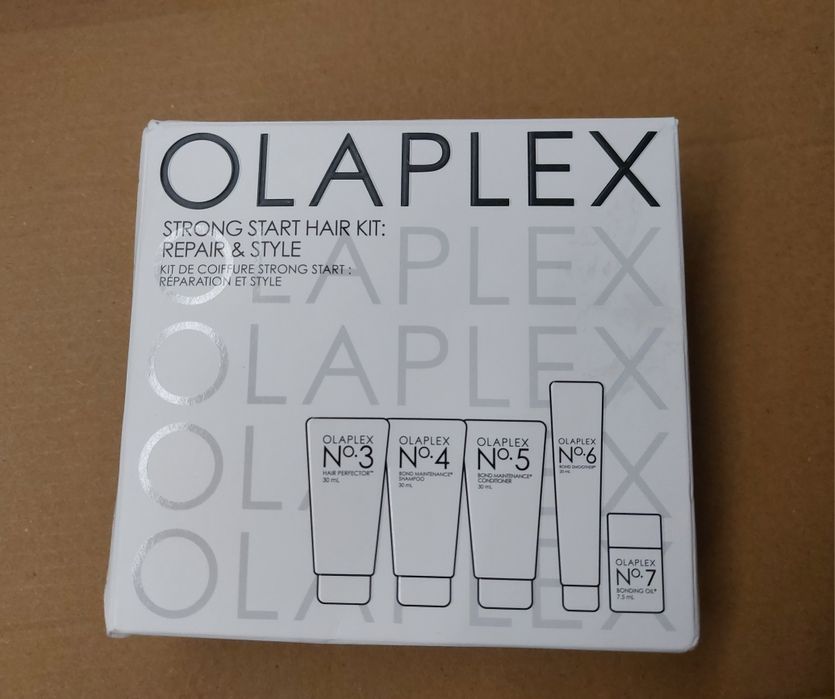 OLAPLEX
STRONG START HAIR KIT:
REPAIR & STYLE
KIT DE COIFFURE STRONG START :
RÉPARATION ET STYLE
OLAPLEX
OLAPLEX
OLAPLEX
OLAPLEX
OLAPLEX
Nº.3
HAIR PERFECTOR™
30 mL
OLAPLEX
Nº.4
BOND MAINTENANCE®
SHAMPOO
30 mL
OLAPLEX
Nº.5
BOND MAINTENANCE®
CONDITIONER
30 mL
OLAPLEX
Nº.6
BOND SMOOTHER®
20 mL
OLAPLEX
Nº.7
BONDING OIL®
7.5 mL